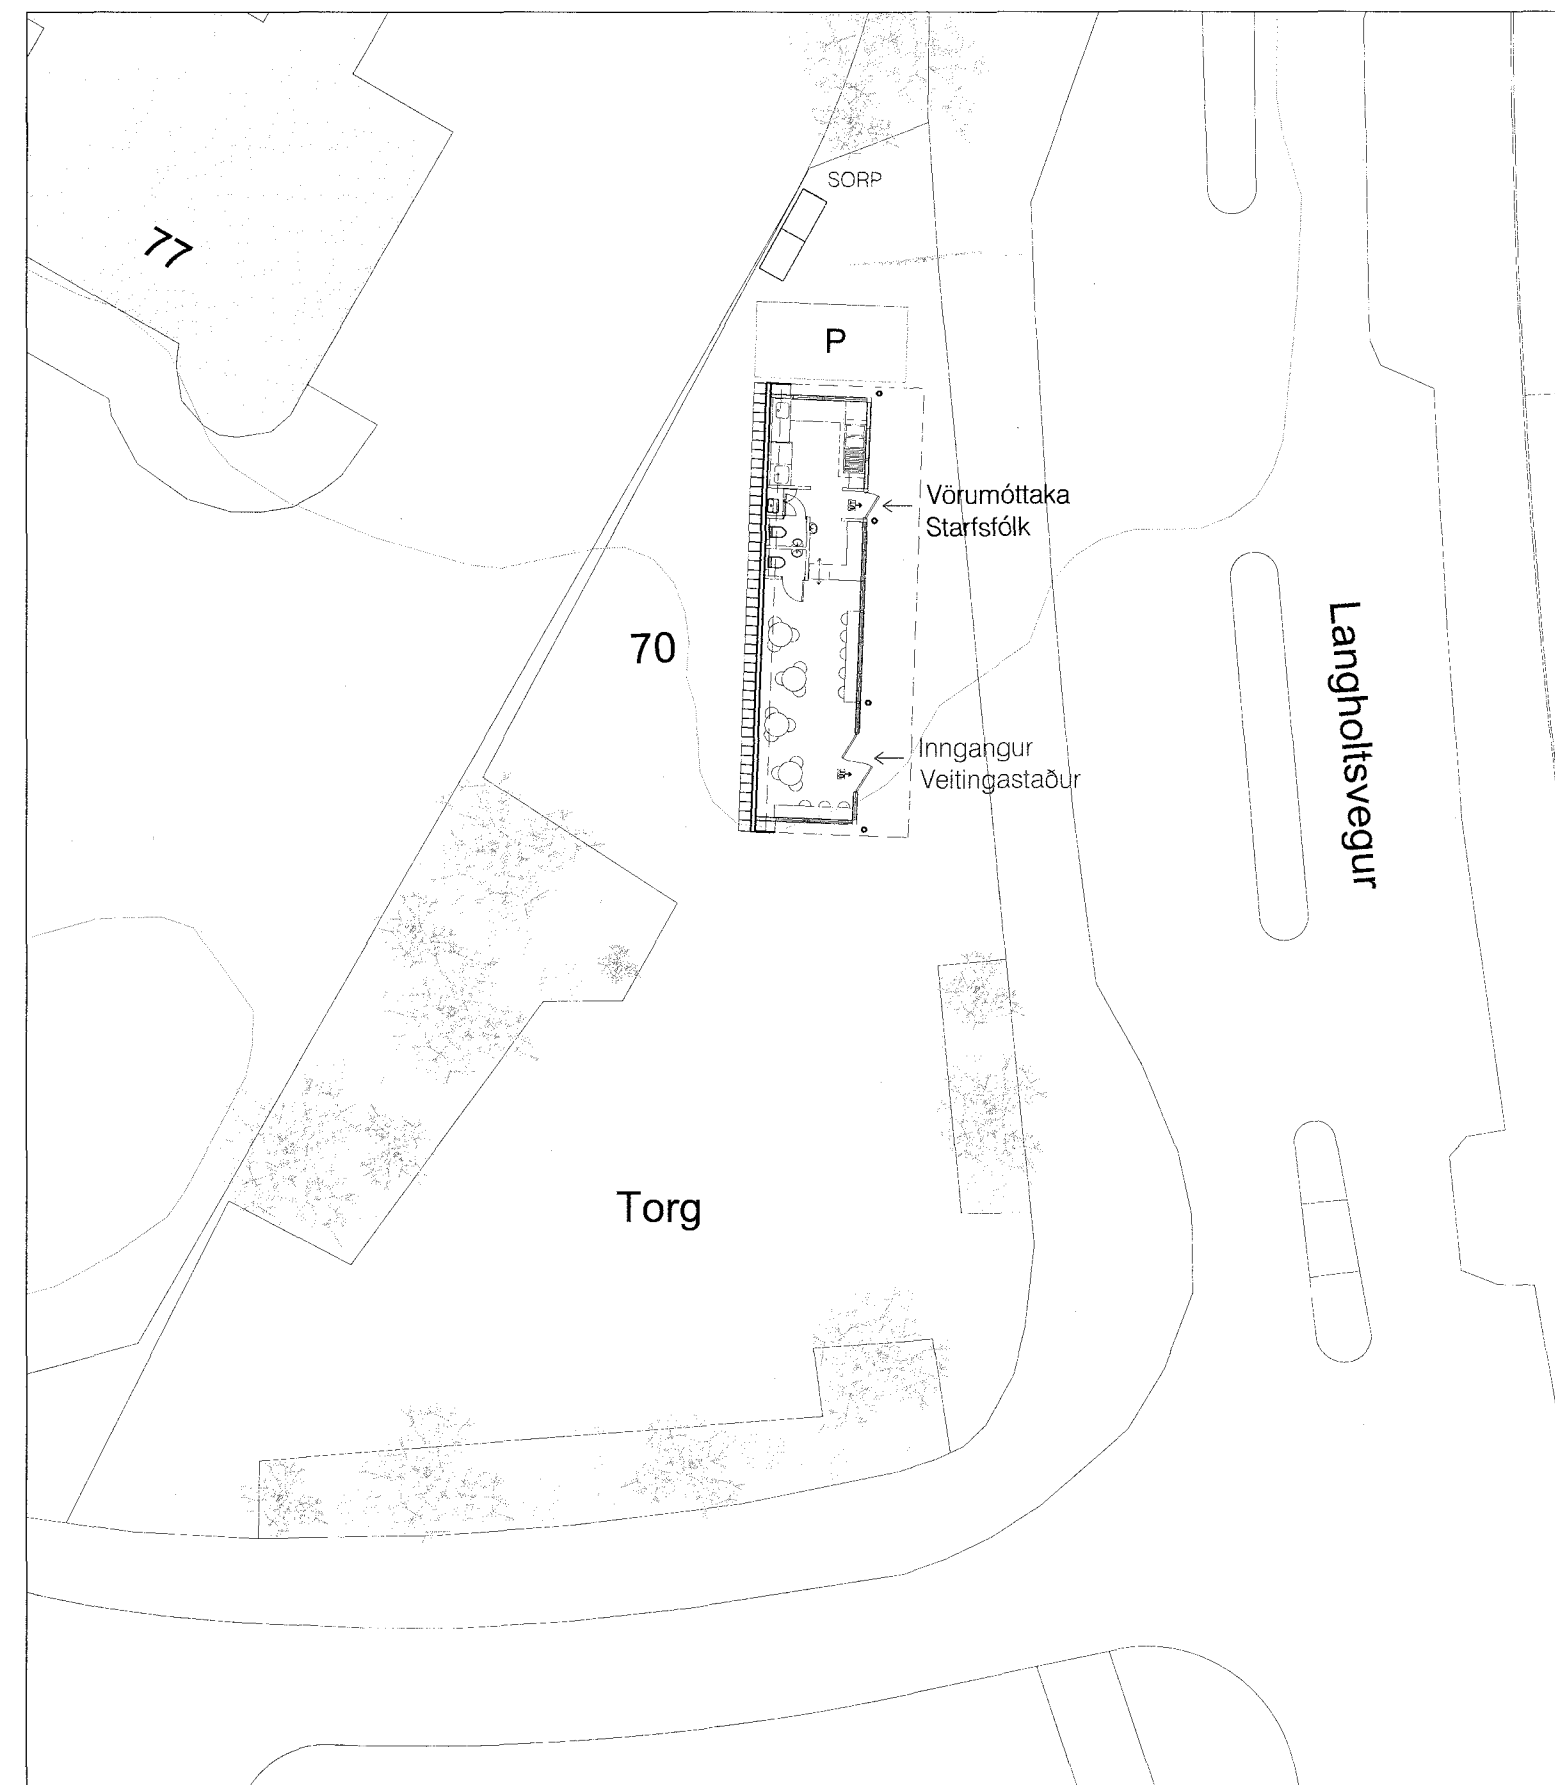 SORP
77
P
Vörumóttaka
Starfsfólk
70
Langholtsvegur
Inngangur
Veitingastaður
Torg